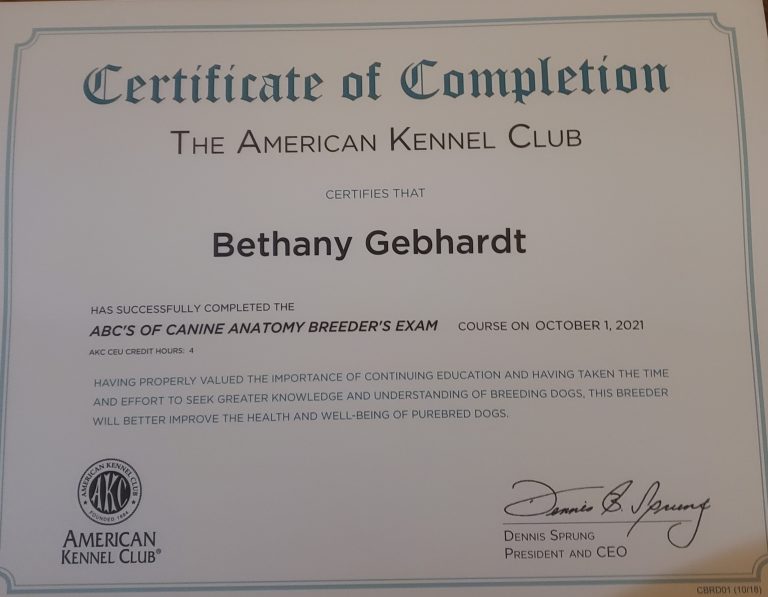 Certificate of Completion
THE AMERICAN KENNEL CLUB
CERTIFIES THAT
Bethany Gebhardt
HAS SUCCESSFULLY COMPLETED THE
ABC'S OF CANINE ANATOMY BREEDER'S EXAM COURSE ON OCTOBER 1, 2021
AKC CEU CREDIT HOURS: 4
HAVING PROPERLY VALUED THE IMPORTANCE OF CONTINUING EDUCATION AND HAVING TAKEN THE TIME
AND EFFORT TO SEEK GREATER KNOWLEDGE AND UNDERSTANDING OF BREEDING DOGS, THIS BREEDER
WILL BETTER IMPROVE THE HEALTH AND WELL-BEING OF PUREBRED DOGS.
AMERICAN KENNEL CLUB
AKC
FOUNDED 1884
AMERICAN
KENNEL CLUB®
Dennis B. Sprung
DENNIS SPRUNG
PRESIDENT AND CEO
CBRD01 (10/18)